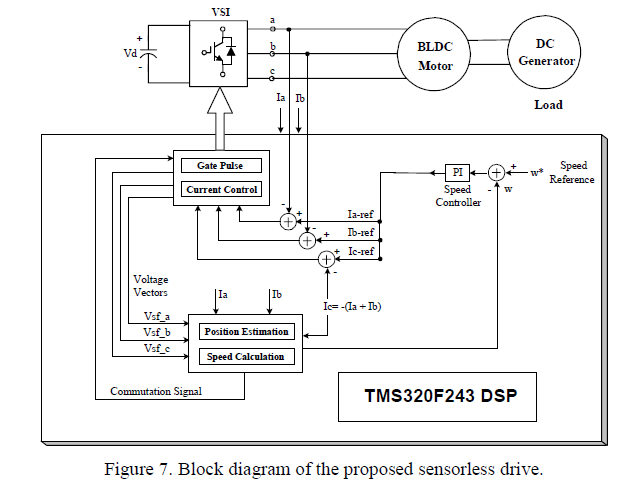 VSI
a
b
c
+
Vd
-
BLDC
Motor
DC
Generator
Load
Ia
Ib
Gate Pulse
Current Control
PI
Speed
Controller
+
+
-
w*
w
Speed
Reference
-
+
Ia-ref
-
+
Ib-ref
+
Ic-ref
-
Voltage
Vectors
Vsf_a
Vsf_b
Vsf_c
Ia
Ib
Ic= -(Ia + Ib)
Position Estimation
Speed Calculation
Commutation Signal
TMS320F243 DSP
Figure 7. Block diagram of the proposed sensorless drive.